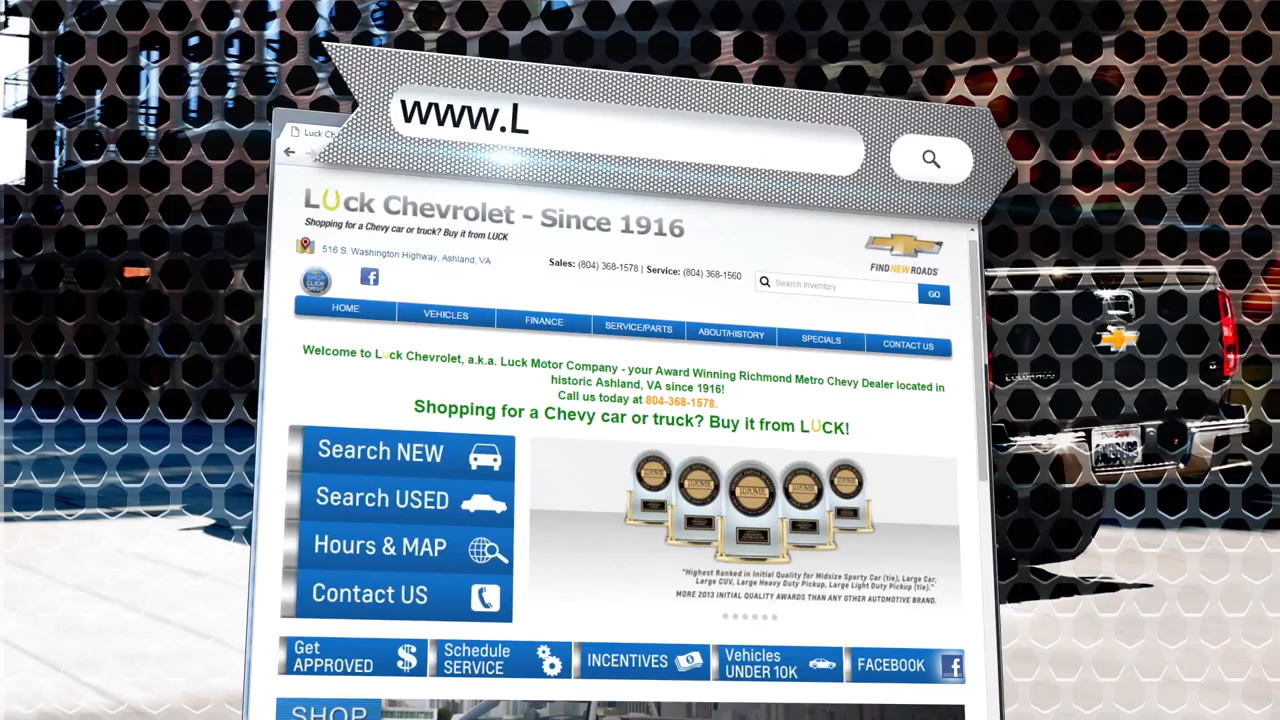 www.L
Luck Ch
Luck Chevrolet - Since 1916
Shopping for a Chevy car or truck? Buy it from LUCK
516 S. Washington Highway, Ashland, VA
Sales: (804) 368-1578 | Service: (804) 368-1560
FIND NEW ROADS
Search Inventory
GO
HOME VEHICLES FINANCE SERVICE/PARTS ABOUT/HISTORY SPECIALS CONTACT US
Welcome to Luck Chevrolet, a.k.a. Luck Motor Company - your Award Winning Richmond Metro Chevy Dealer located in
historic Ashland, VA since 1916!
Call us today at 804-368-1578.
Shopping for a Chevy car or truck? Buy it from LUCK!
Search NEW
Search USED
Hours & MAP
Contact US
"Highest Ranked in Initial Quality for Midsize Sporty Car (tie), Large Car,
Large CUV, Large Heavy Duty Pickup, Large Light Duty Pickup (tie)."
MORE 2013 INITIAL QUALITY AWARDS THAN ANY OTHER AUTOMOTIVE BRAND.
Get
APPROVED
Schedule
SERVICE
INCENTIVES
Vehicles
UNDER 10K
FACEBOOK
SHOP
COLORADO